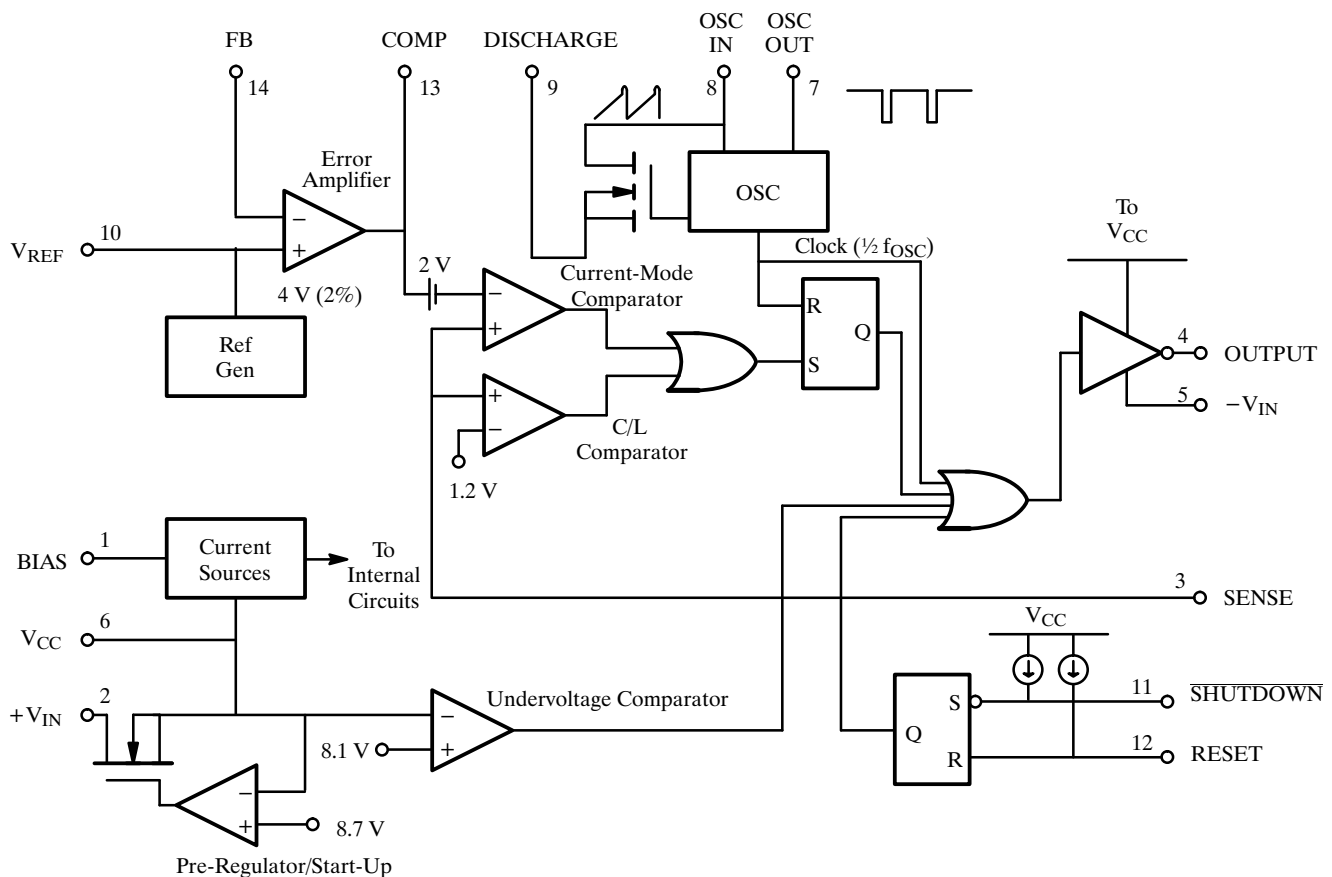 FB
14
COMP
13
DISCHARGE
9
OSC
IN
8
OSC
OUT
7
Error
Amplifier
−
+
V_REF
10
4 V (2%)
Ref
Gen
OSC
Clock (½ f_OSC)
2 V
−
+
Current-Mode
Comparator
+
−
C/L
Comparator
1.2 V
R
Q
S
To
V_CC
4
OUTPUT
5
−V_IN
BIAS
1
Current
Sources
To
Internal
Circuits
3
SENSE
V_CC
6
+V_IN
2
Undervoltage Comparator
−
+
8.1 V
−
+
8.7 V
Pre-Regulator/Start-Up
V_CC
S
Q
R
11
SHUTDOWN
12
RESET